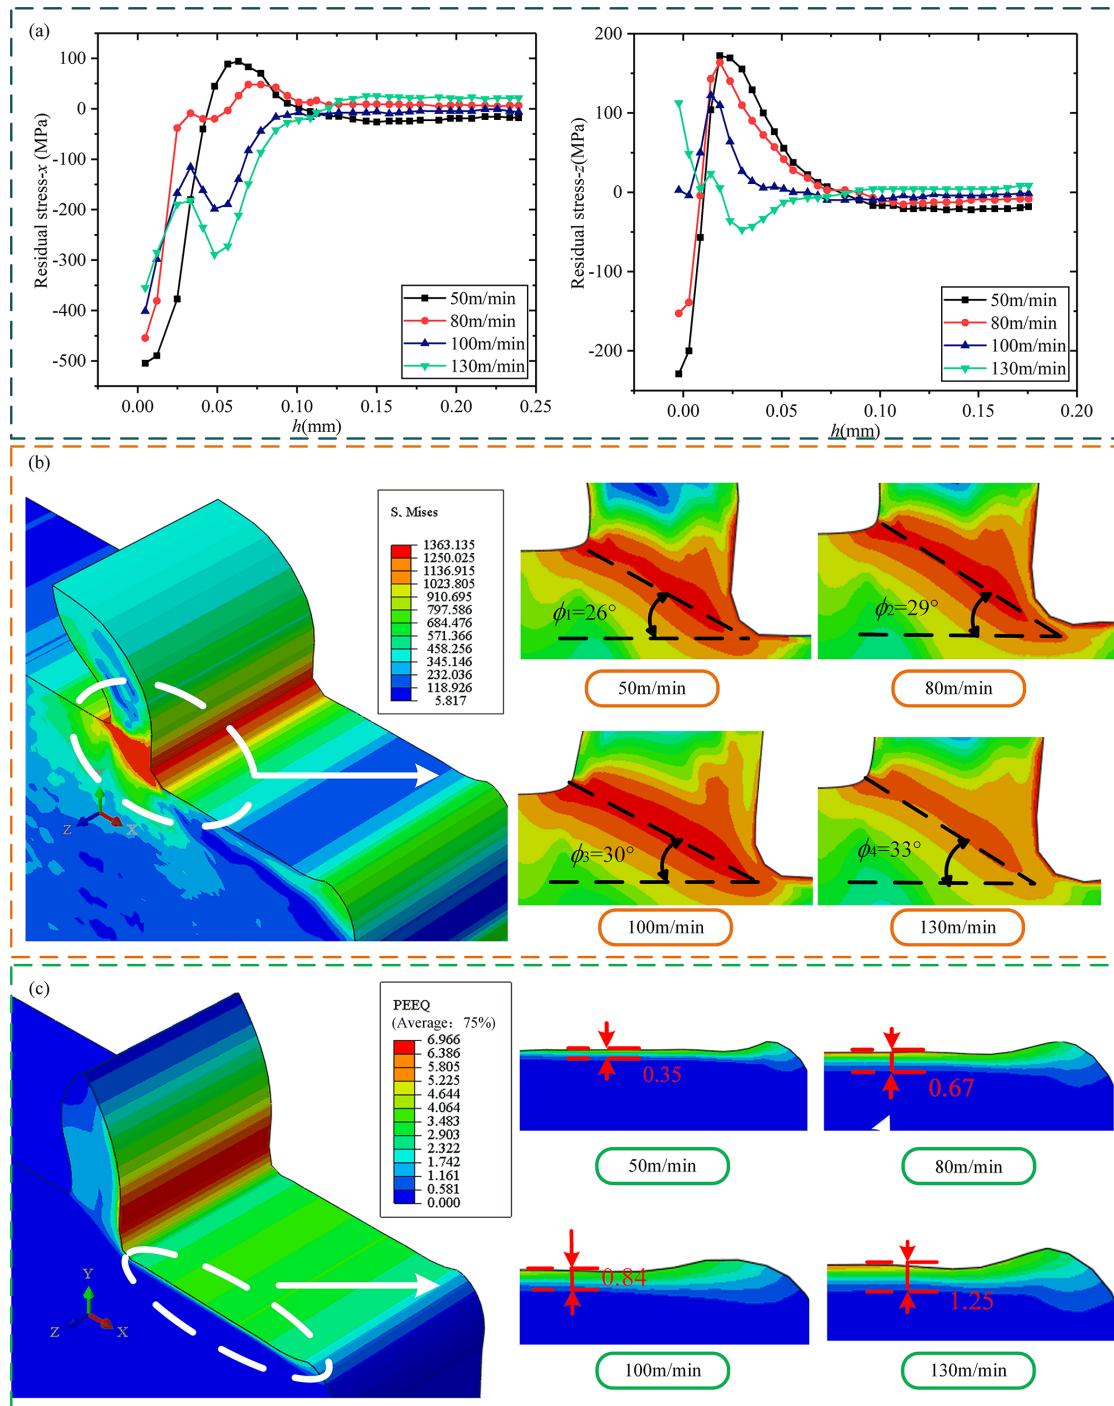 (a)
Residual stress-x (MPa)
100
0
-100
-200
-300
-400
-500
0.00
0.05
0.10
0.15
0.20
0.25
h(mm)
50m/min
80m/min
100m/min
130m/min
Residual stress-z(MPa)
200
100
0
-100
-200
0.00
0.05
0.10
0.15
0.20
h(mm)
50m/min
80m/min
100m/min
130m/min
(b)
S, Mises
1363.135
1250.025
1136.915
1023.805
910.695
797.586
684.476
571.366
458.256
345.146
232.036
118.926
5.817
Z
X
ϕ1=26°
50m/min
ϕ2=29°
80m/min
ϕ3=30°
100m/min
ϕ4=33°
130m/min
(c)
PEEQ
(Average: 75%)
6.966
6.386
5.805
5.225
4.644
4.064
3.483
2.903
2.322
1.742
1.161
0.581
0.000
Y
Z
X
0.35
50m/min
0.67
80m/min
0.84
100m/min
1.25
130m/min